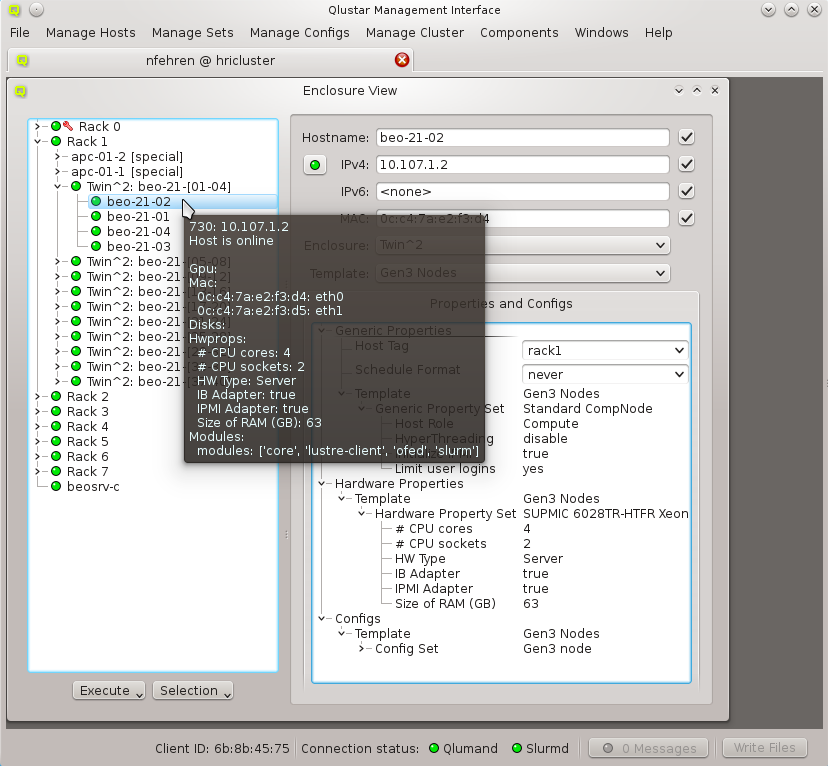 Qlustar Management Interface
File Manage Hosts Manage Sets Manage Configs Manage Cluster Components Windows Help
nfehren @ hricluster
Enclosure View
Rack 0
Rack 1
apc-01-2 [special]
apc-01-1 [special]
Twin^2: beo-21-[01-04]
beo-21-02
beo-21-01
beo-21-04
beo-21-03
Twin^2: beo-21-[05-08]
Twin^2: beo-21-
Twin^2: beo-21-
Twin^2: beo-21-
Twin^2: beo-21-
Twin^2: beo-21-
Twin^2: beo-21-
Twin^2: beo-21-
Twin^2: beo-21-
Rack 2
Rack 3
Rack 4
Rack 5
Rack 6
Rack 7
beosrv-c
Execute Selection
730: 10.107.1.2
Host is online
Gpu:
Mac:
0c:c4:7a:e2:f3:d4: eth0
0c:c4:7a:e2:f3:d5: eth1
Disks:
Hwprops:
# CPU cores: 4
# CPU sockets: 2
HW Type: Server
IB Adapter: true
IPMI Adapter: true
Size of RAM (GB): 63
Modules:
modules: ['core', 'lustre-client', 'ofed', 'slurm']
Hostname: beo-21-02
IPv4: 10.107.1.2
IPv6: <none>
MAC: 0c:c4:7a:e2:f3:d4
Enclosure: Twin^2
Template: Gen3 Nodes
Properties and Configs
Generic Properties
Host Tag rack1
Schedule Format never
Template Gen3 Nodes
Generic Property Set Standard CompNode
Host Role Compute
HyperThreading disable
true
Limit user logins yes
Hardware Properties
Template Gen3 Nodes
Hardware Property Set SUPMIC 6028TR-HTFR Xeon
# CPU cores 4
# CPU sockets 2
HW Type Server
IB Adapter true
IPMI Adapter true
Size of RAM (GB) 63
Configs
Template Gen3 Nodes
Config Set Gen3 node
Client ID: 6b:8b:45:75 Connection status: Qlumand Slurmd 0 Messages Write Files